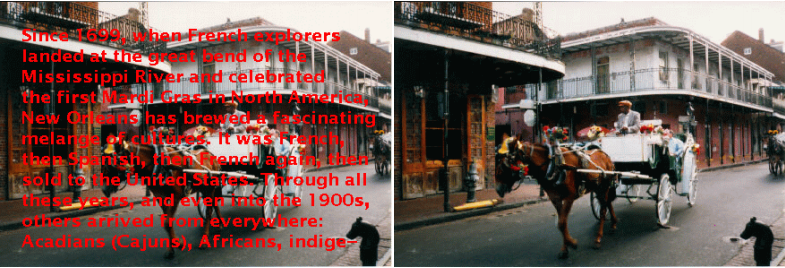 Since 1699, when French explorers
landed at the great bend of the
Mississippi River and celebrated
the first Mardi Gras in North America,
New Orleans has brewed a fascinating
melange of cultures. It was French,
then Spanish, then French again, then
sold to the United States. Through all
these years, and even into the 1900s,
others arrived from everywhere:
Acadians (Cajuns), Africans, indige-